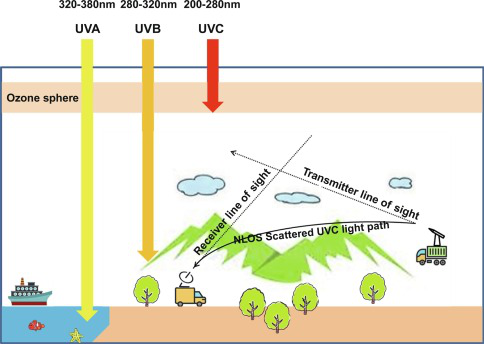 320-380nm 280-320nm 200-280nm
UVA UVB UVC
Ozone sphere
Transmitter line of sight
Receiver line of sight
NLOS Scattered UVC light path